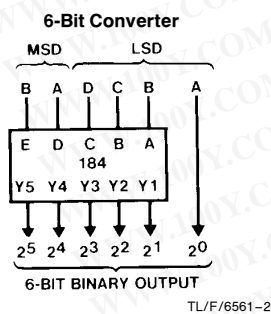 6-Bit Converter
MSD LSD
B A D C B A
E D C B A
184
Y5 Y4 Y3 Y2 Y1
2⁵ 2⁴ 2³ 2² 2¹ 2⁰
6-BIT BINARY OUTPUT
TL/F/6561–2